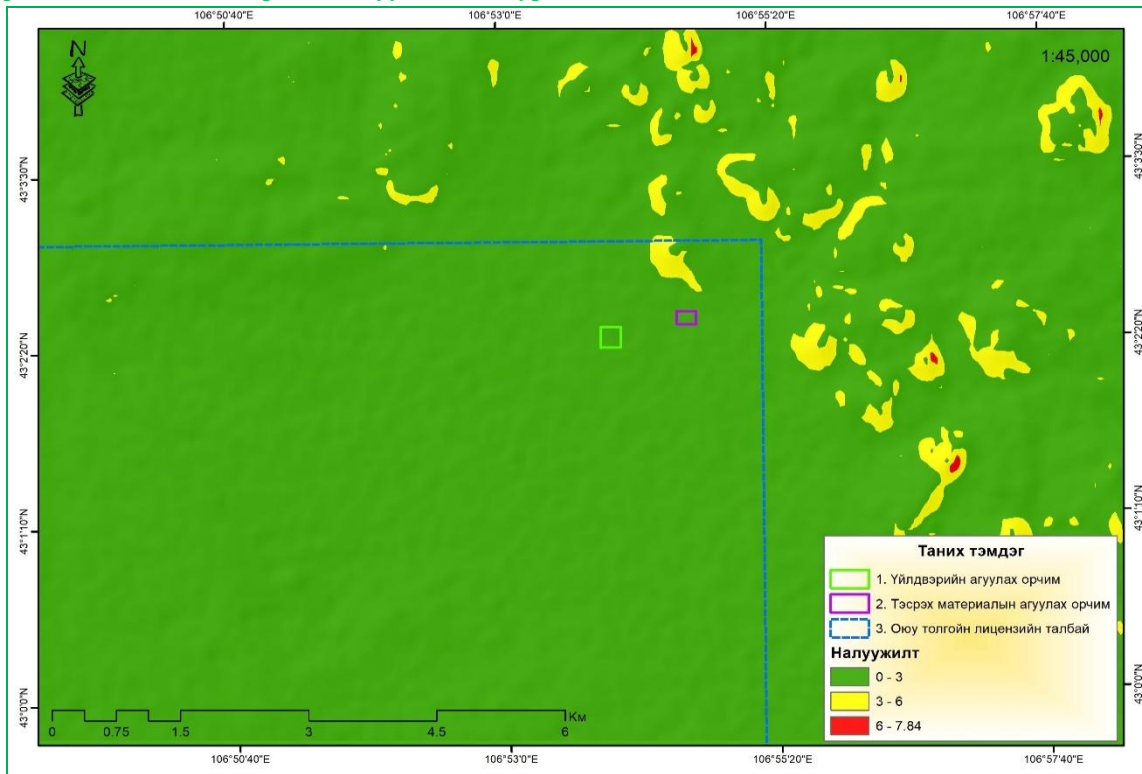 106°50'40"E
106°53'0"E
106°55'20"E
106°57'40"E
N
1:45,000
43°3'30"N
43°3'30"N
43°2'20"N
43°2'20"N
43°1'10"N
43°1'10"N
43°0'0"N
43°0'0"N
Таних тэмдэг
1. Үйлдвэрийн агуулах орчим
2. Тэсрэх материалын агуулах орчим
3. Оюу толгойн лицензийн талбай
Налуужилт
0 - 3
3 - 6
6 - 7.84
Км
0 0.75 1.5 3 4.5 6
106°50'40"E
106°53'0"E
106°55'20"E
106°57'40"E